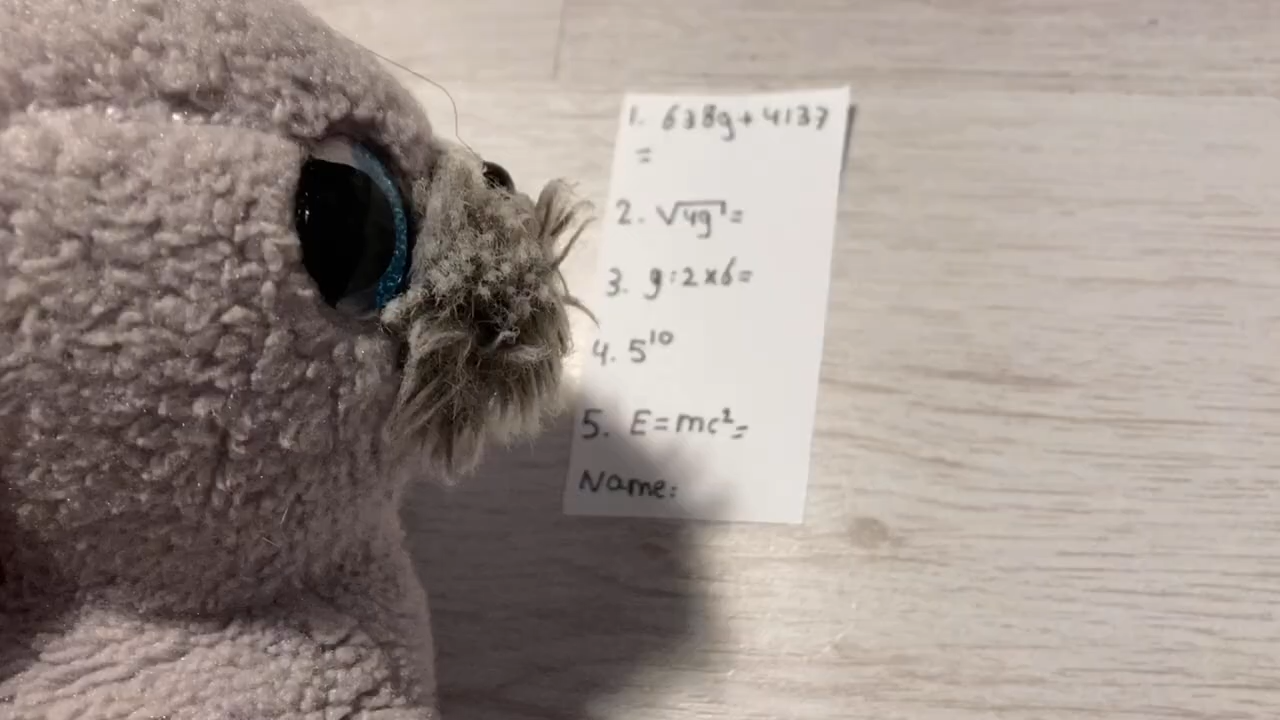 1. 6389+4137
=
2. √49=
3. 9:2x6=
4. 5¹⁰
5. E=mc²=
Name: